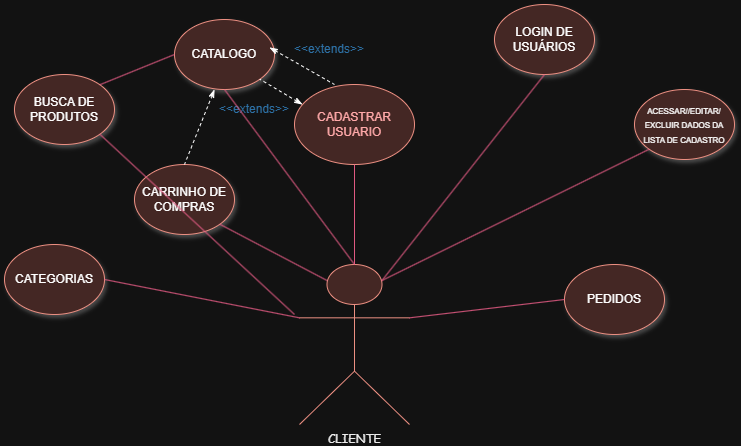 LOGIN DE
USUÁRIOS
CATALOGO
<<extends>>
BUSCA DE
PRODUTOS
<<extends>>
CADASTRAR
USUARIO
ACESSAR//EDITAR/
EXCLUIR DADOS DA
LISTA DE CADASTRO
CARRINHO DE
COMPRAS
CATEGORIAS
PEDIDOS
CLIENTE